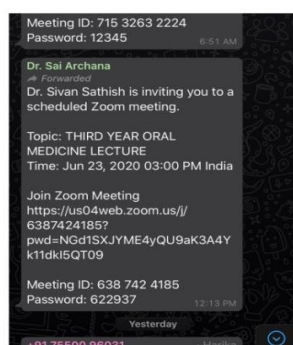 Meeting ID: 715 3263 2224
Password: 12345
6:51 AM
Dr. Sai Archana
Forwarded
Dr. Sivan Sathish is inviting you to a
scheduled Zoom meeting.
Topic: THIRD YEAR ORAL
MEDICINE LECTURE
Time: Jun 23, 2020 03:00 PM India
Join Zoom Meeting
https://us04web.zoom.us/j/
6387424185?
pwd=NGd1SXJYME4yQU9aK3A4Y
k11dkI5QT09
Meeting ID: 638 742 4185
Password: 622937
12:13 PM
Yesterday